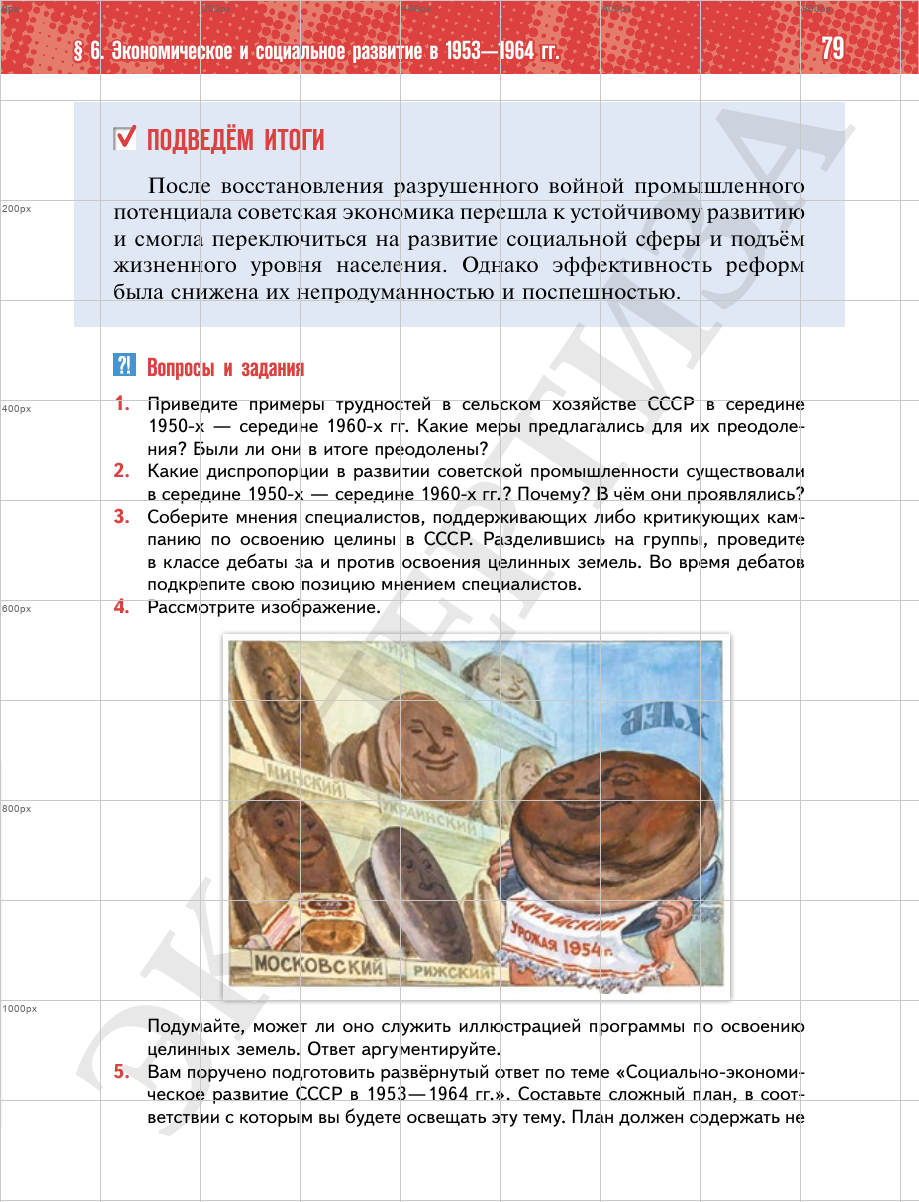 § 6. Экономическое и социальное развитие в 1953—1964 гг.
79
ПОДВЕДЁМ ИТОГИ
После восстановления разрушенного войной промышленного
потенциала советская экономика перешла к устойчивому развитию
и смогла переключиться на развитие социальной сферы и подъём
жизненного уровня населения. Однако эффективность реформ
была снижена их непродуманностью и поспешностью.
?! Вопросы и задания
1. Приведите примеры трудностей в сельском хозяйстве СССР в середине
1950-х — середине 1960-х гг. Какие меры предлагались для их преодоле-
ния? Были ли они в итоге преодолены?
2. Какие диспропорции в развитии советской промышленности существовали
в середине 1950-х — середине 1960-х гг.? Почему? В чём они проявлялись?
3. Соберите мнения специалистов, поддерживающих либо критикующих кам-
панию по освоению целины в СССР. Разделившись на группы, проведите
в классе дебаты за и против освоения целинных земель. Во время дебатов
подкрепите свою позицию мнением специалистов.
4. Рассмотрите изображение.
ХЛЕБ
МИНСКИЙ
УКРАИНСКИЙ
АЛТАЙСКИЙ
УРОЖАЯ 1954 г.
МОСКОВСКИЙ
РИЖСКИЙ
Подумайте, может ли оно служить иллюстрацией программы по освоению
целинных земель. Ответ аргументируйте.
5. Вам поручено подготовить развёрнутый ответ по теме «Социально-экономи-
ческое развитие СССР в 1953—1964 гг.». Составьте сложный план, в соот-
ветствии с которым вы будете освещать эту тему. План должен содержать не
ЭКСПЕРТИЗА
200px
400px
600px
800px
1000px